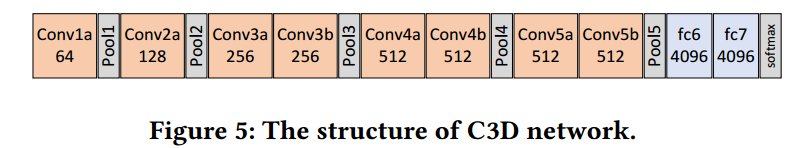 Conv1a
64
Pool1
Conv2a
128
Pool2
Conv3a
256
Conv3b
256
Pool3
Conv4a
512
Conv4b
512
Pool4
Conv5a
512
Conv5b
512
Pool5
fc6
4096
fc7
4096
softmax
Figure 5: The structure of C3D network.